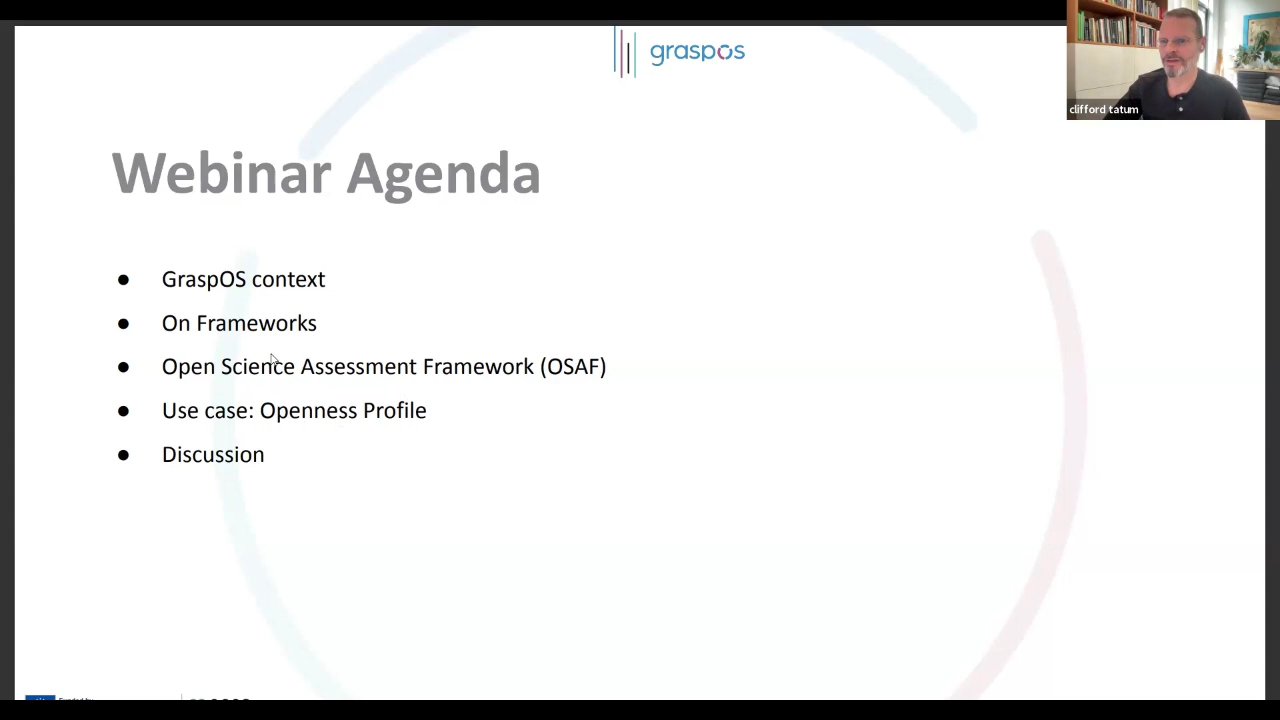 graspos
clifford tatum
Webinar Agenda
● GraspOS context
● On Frameworks
● Open Science Assessment Framework (OSAF)
● Use case: Openness Profile
● Discussion